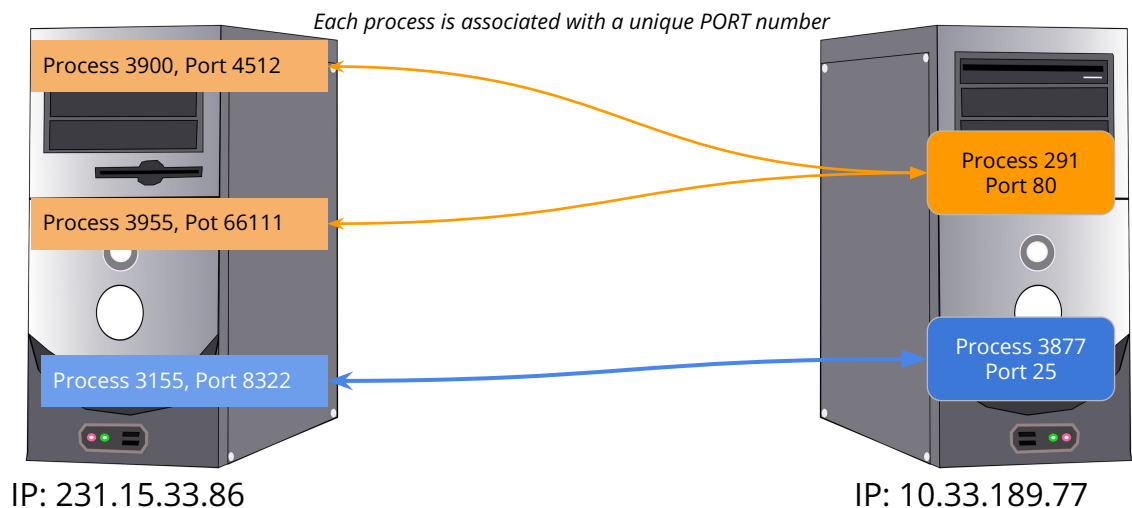 Each process is associated with a unique PORT number
Process 3900, Port 4512
Process 291
Port 80
Process 3955, Pot 66111
Process 3877
Port 25
Process 3155, Port 8322
IP: 231.15.33.86
IP: 10.33.189.77